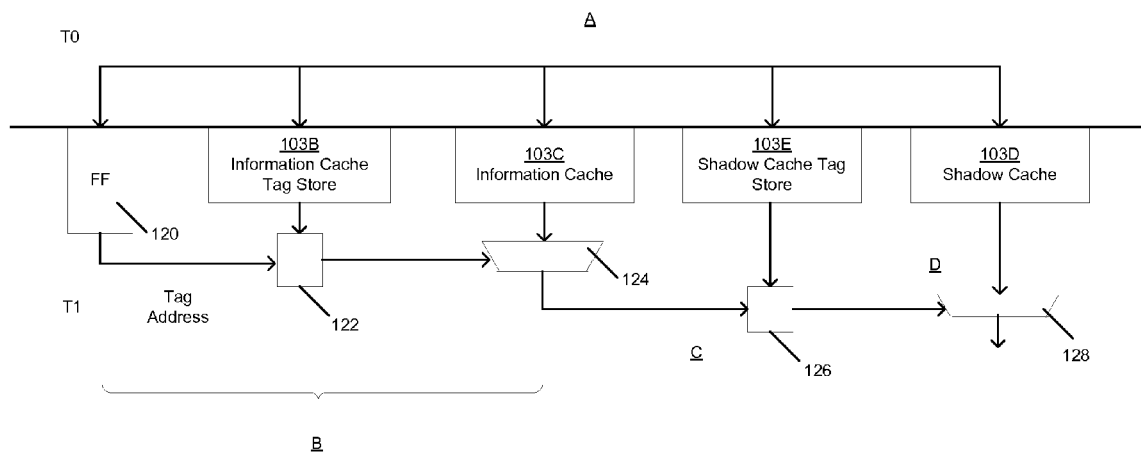 A
T0
103B
Information Cache
Tag Store
103C
Information Cache
103E
Shadow Cache Tag
Store
103D
Shadow Cache
FF
120
124
D
T1
Tag
Address
122
C
126
128
B